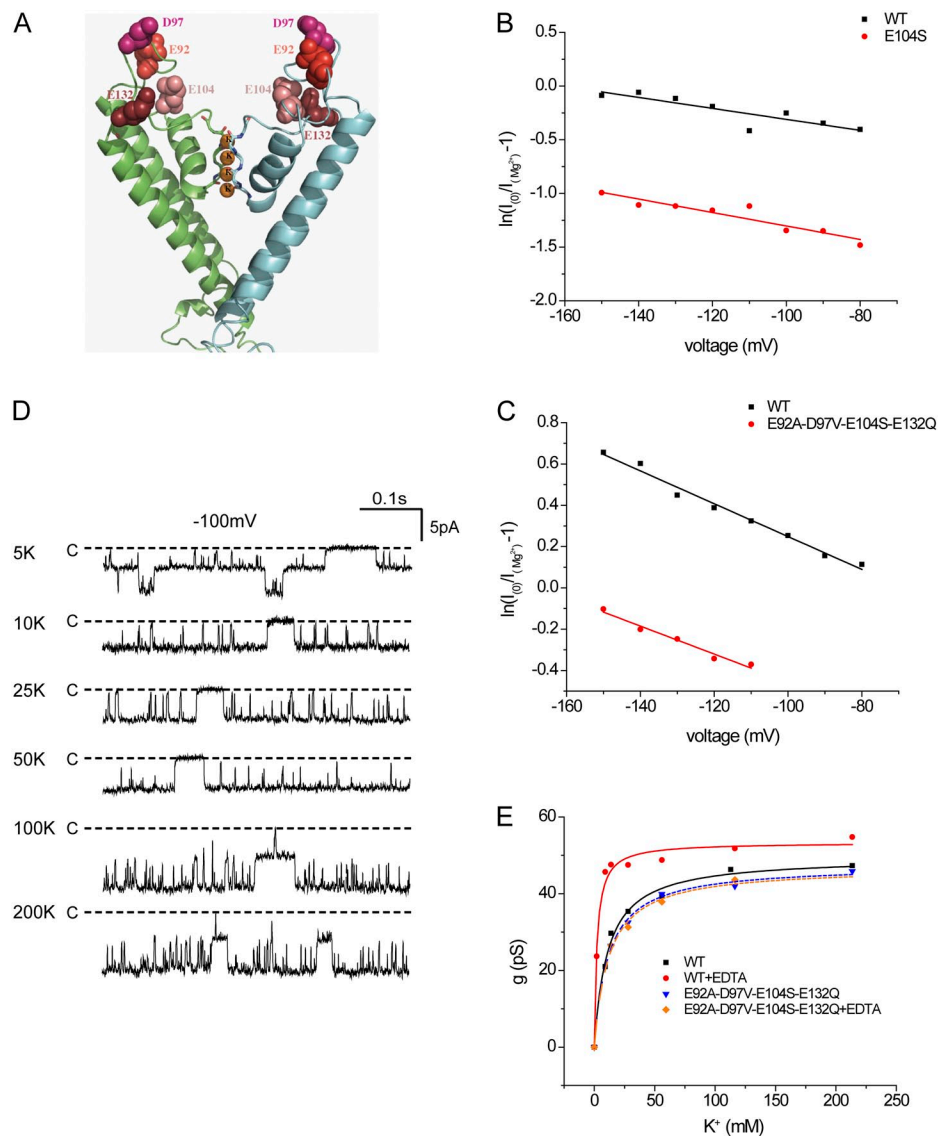 A
D97
E92
E132
E104
K
K
K
K
D97
E92
E104
E132
B
WT
E104S
0.0
-0.5
-1.0
-1.5
-2.0
ln(I(0)/I(Mg2+)-1)
-160
-140
-120
-100
-80
voltage (mV)
C
WT
E92A-D97V-E104S-E132Q
0.8
0.6
0.4
0.2
0.0
-0.2
-0.4
ln(I(0)/I(Mg2+)-1)
-160
-140
-120
-100
-80
voltage (mV)
D
0.1s
-100mV
5pA
5K C
10K C
25K C
50K C
100K C
200K C
E
60
40
20
0
g (pS)
WT
WT+EDTA
E92A-D97V-E104S-E132Q
E92A-D97V-E104S-E132Q+EDTA
0
50
100
150
200
250
K+ (mM)